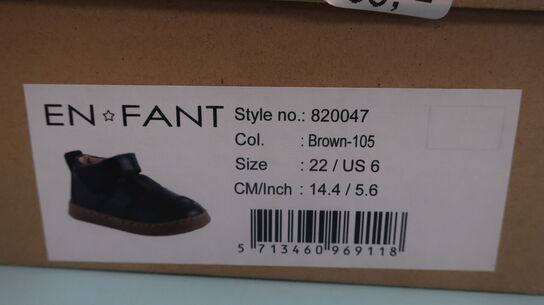 EN☆FANT
Style no.: 820047
Col. : Brown-105
Size : 22 / US 6
CM/Inch : 14.4 / 5.6
5 713460 969118